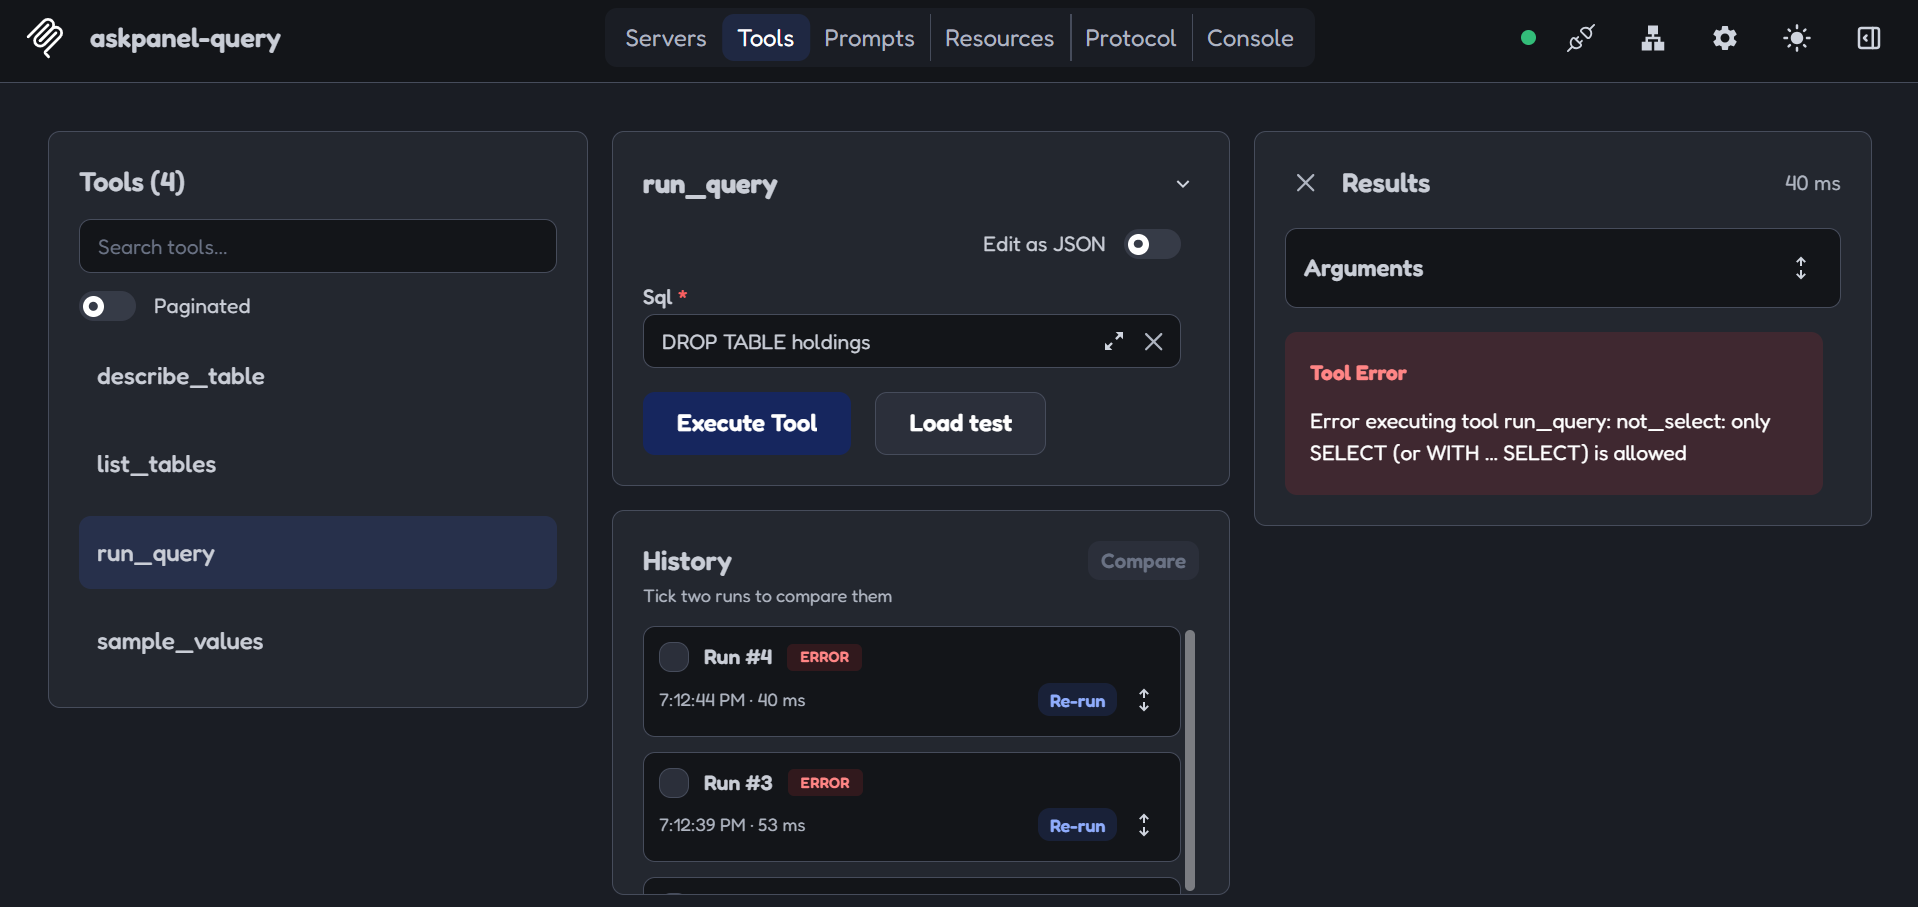 askpanel-query
Servers
Tools
Prompts
Resources
Protocol
Console
Tools (4)
Search tools...
Paginated
describe_table
list_tables
run_query
sample_values
run_query
Edit as JSON
Sql *
DROP TABLE holdings
Execute Tool
Load test
History
Compare
Tick two runs to compare them
Run #4 ERROR
7:12:44 PM · 40 ms
Re-run
Run #3 ERROR
7:12:39 PM · 53 ms
Re-run
Results
40 ms
Arguments
Tool Error
Error executing tool run_query: not_select: only
SELECT (or WITH ... SELECT) is allowed